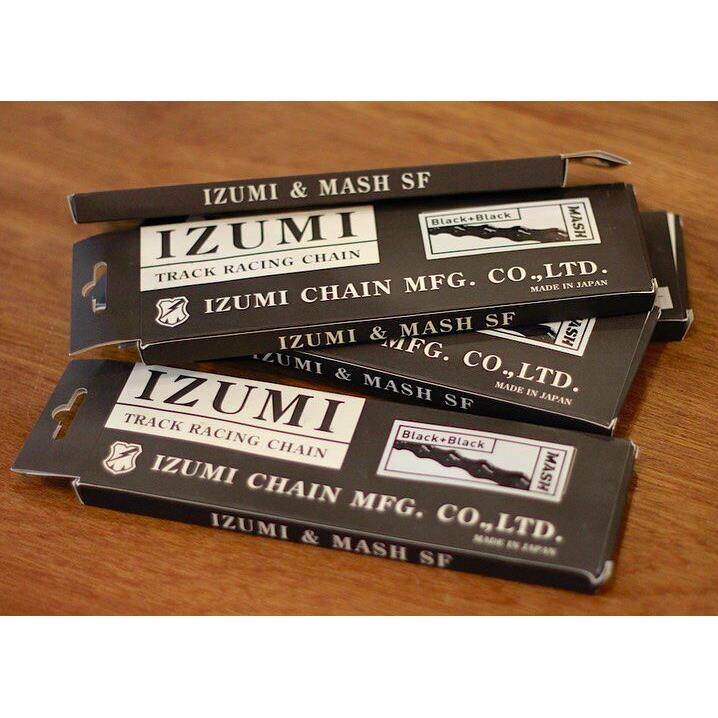 IZUMI & MASH SF
IZUMI
TRACK RACING CHAIN
Black+Black
MASH
IZUMI CHAIN MFG. CO.,LTD.
MADE IN JAPAN
IZUMI & MASH SF
MASH
MFG. CO.,LTD.
MADE IN JAPAN
IZUMI & MASH SF
IZUMI
TRACK RACING CHAIN
Black+Black
MASH
IZUMI CHAIN MFG. CO.,LTD.
MADE IN JAPAN
IZUMI & MASH SF